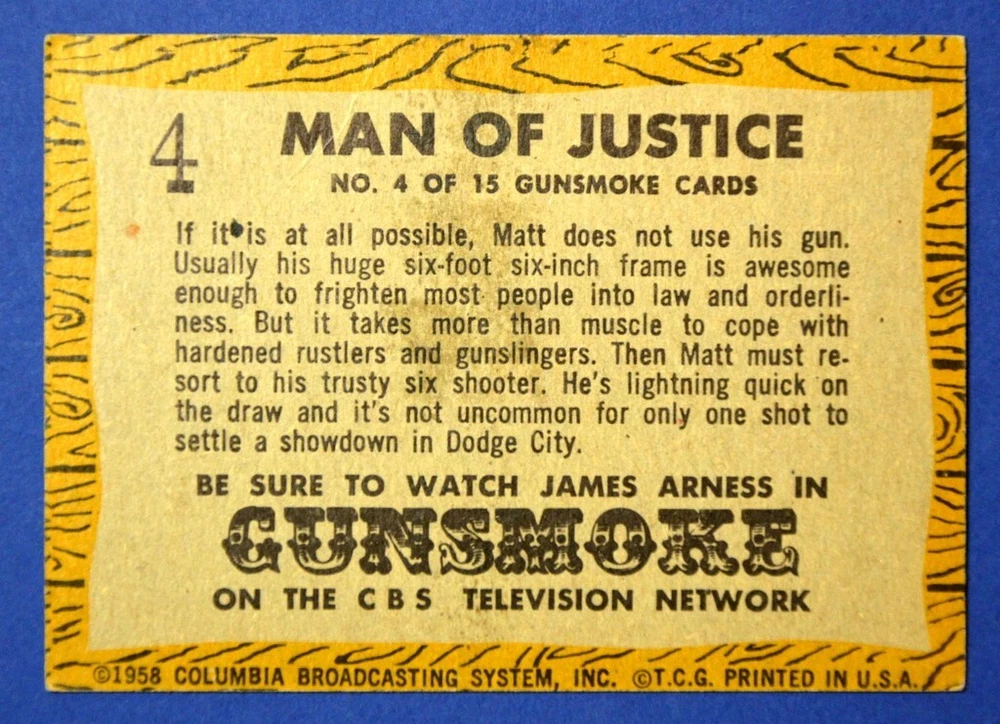 4
MAN OF JUSTICE
NO. 4 OF 15 GUNSMOKE CARDS
If it is at all possible, Matt does not use his gun.
Usually his huge six-foot six-inch frame is awesome
enough to frighten most people into law and orderli-
ness. But it takes more than muscle to cope with
hardened rustlers and gunslingers. Then Matt must re-
sort to his trusty six shooter. He's lightning quick on
the draw and it's not uncommon for only one shot to
settle a showdown in Dodge City.
BE SURE TO WATCH JAMES ARNESS IN
GUNSMOKE
ON THE C B S TELEVISION NETWORK
©1958 COLUMBIA BROADCASTING SYSTEM, INC. ©T.C.G. PRINTED IN U.S.A.